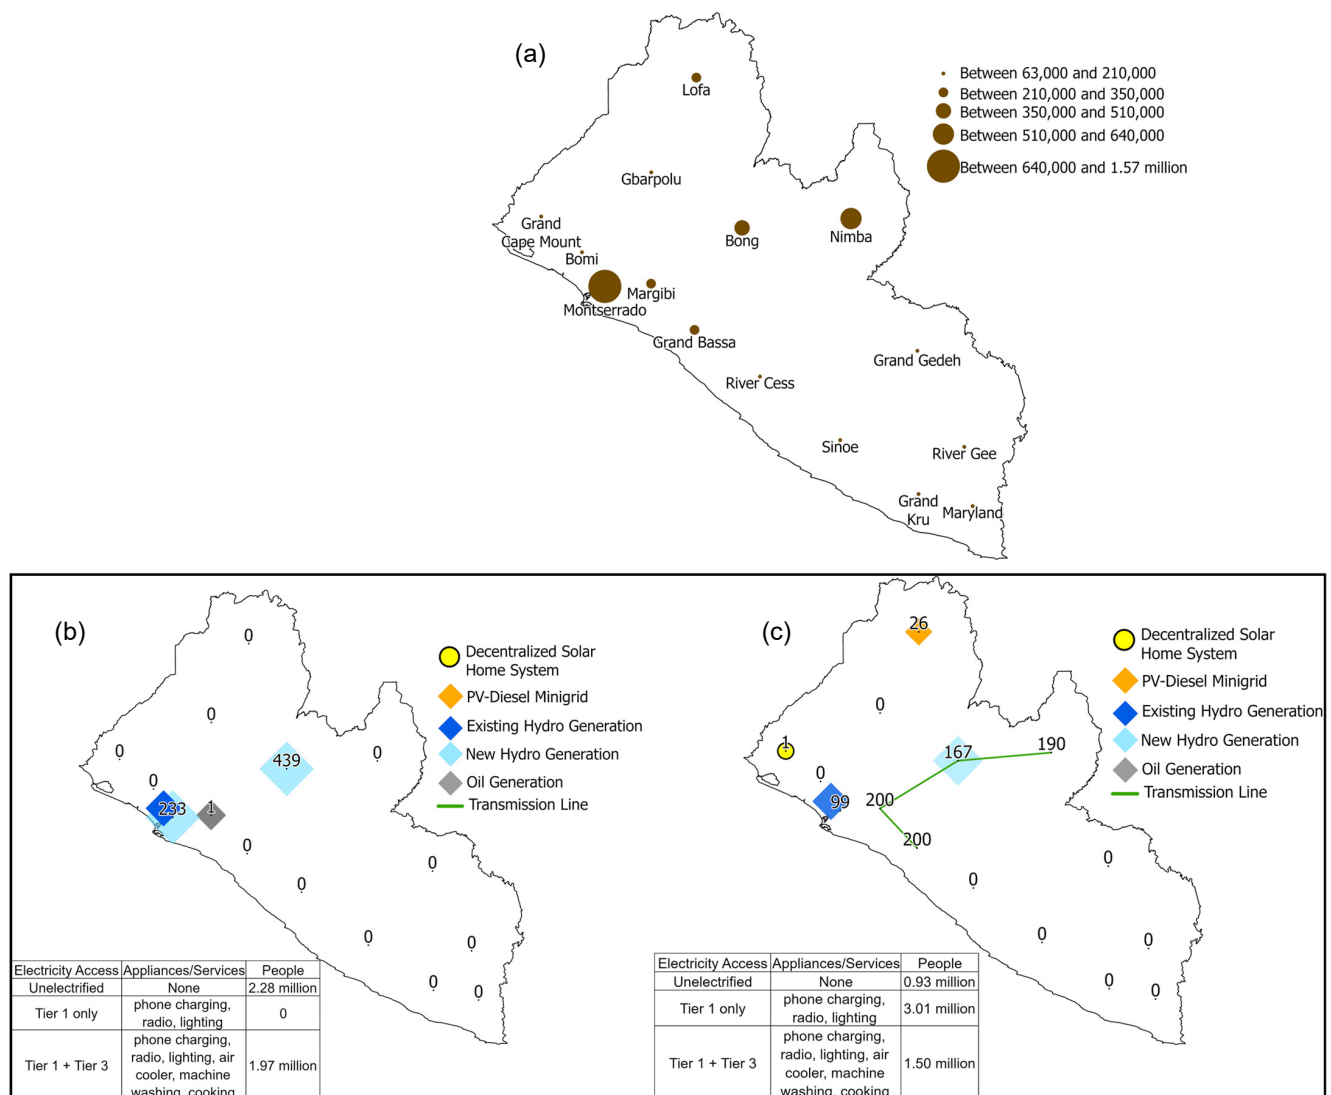 (a)
Between 63,000 and 210,000
Between 210,000 and 350,000
Between 350,000 and 510,000
Between 510,000 and 640,000
Between 640,000 and 1.57 million
Lofa
Gbarpolu
Grand
Cape Mount
Bomi
Bong
Nimba
Margibi
Montserrado
Grand Bassa
Grand Gedeh
River Cess
Sinoe
River Gee
Grand
Kru
Maryland
(b)
0
0
0
439
0
0
233
1
0
0
0
0
0
0
0
Decentralized Solar
Home System
PV-Diesel Minigrid
Existing Hydro Generation
New Hydro Generation
Oil Generation
Transmission Line
Electricity Access Appliances/Services People
Unelectrified None 2.28 million
Tier 1 only phone charging, radio, lighting 0
Tier 1 + Tier 3 phone charging, radio, lighting, air cooler, machine washing, cooking 1.97 million
(c)
26
0
1
167
190
0
99
200
200
0
0
0
0
0
0
Decentralized Solar
Home System
PV-Diesel Minigrid
Existing Hydro Generation
New Hydro Generation
Oil Generation
Transmission Line
Electricity Access Appliances/Services People
Unelectrified None 0.93 million
Tier 1 only phone charging, radio, lighting 3.01 million
Tier 1 + Tier 3 phone charging, radio, lighting, air cooler, machine washing, cooking 1.50 million